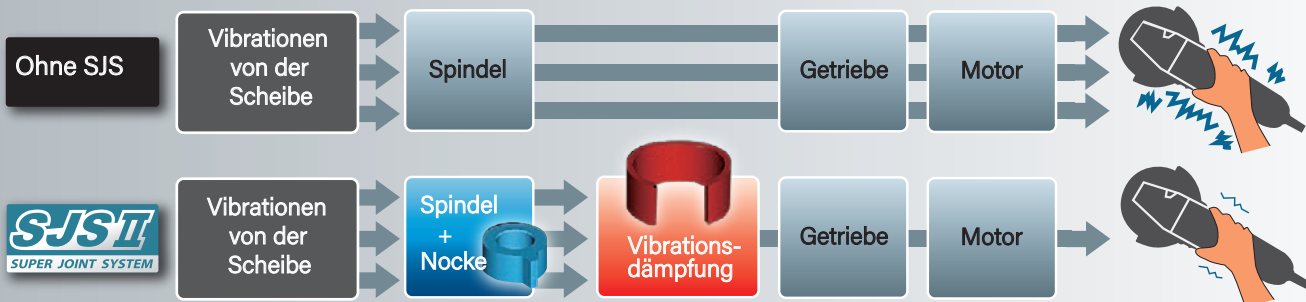 Ohne SJS
Vibrationen
von der
Scheibe
Spindel
Getriebe
Motor
SJS II
SUPER JOINT SYSTEM
Vibrationen
von der
Scheibe
Spindel
+
Nocke
Vibrations-
dämpfung
Getriebe
Motor